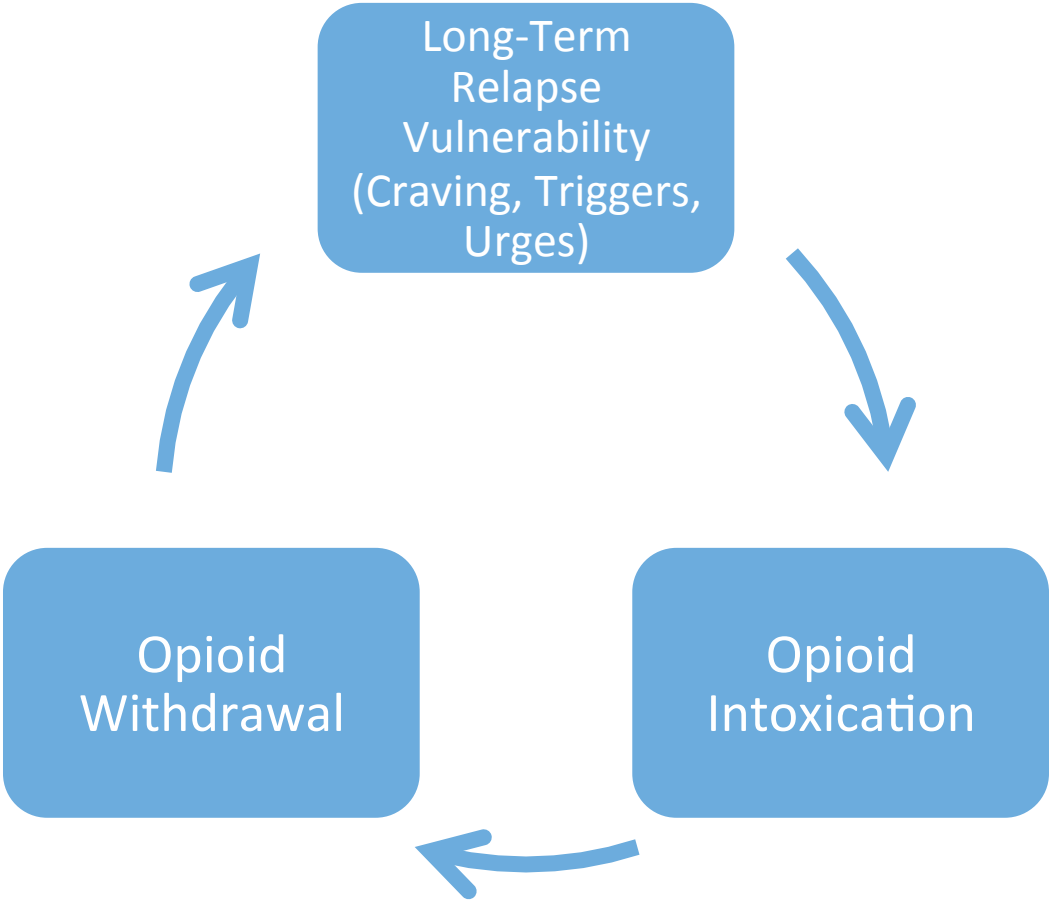 Long-Term
Relapse
Vulnerability
(Craving, Triggers,
Urges)
Opioid
Withdrawal
Opioid
Intoxication